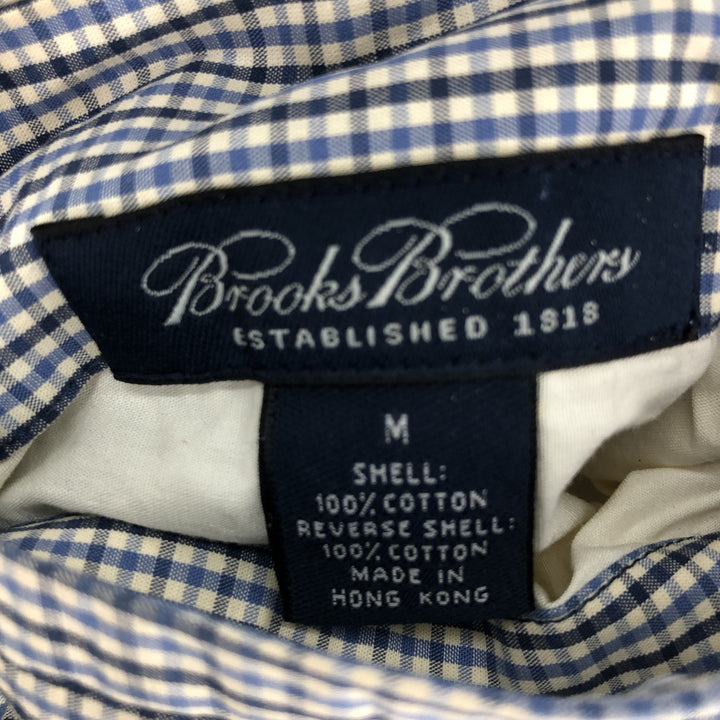 Brooks Brothers
ESTABLISHED 1818
M
SHELL:
100% COTTON
REVERSE SHELL:
100% COTTON
MADE IN
HONG KONG